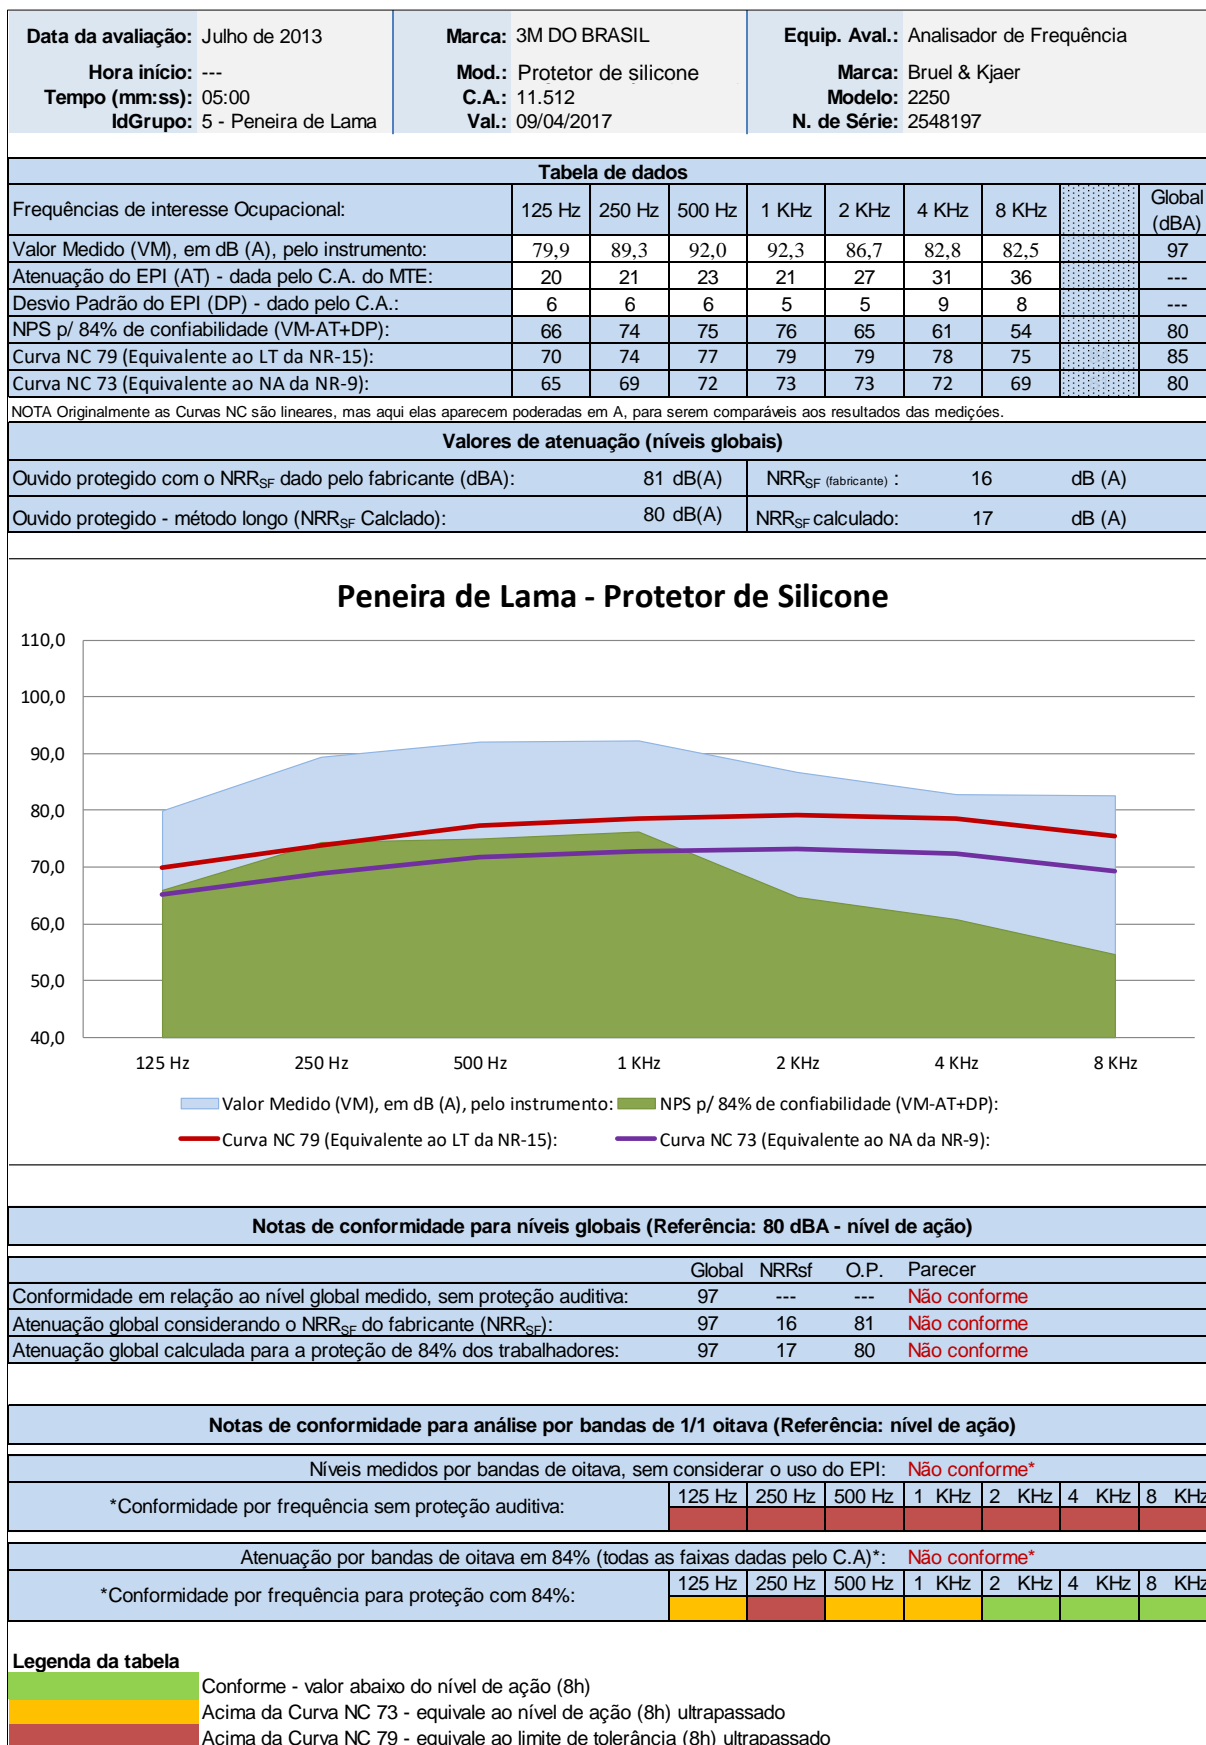 Data da avaliação: Julho de 2013 Marca: 3M DO BRASIL Equip. Aval.: Analisador de Frequência
Hora início: --- Mod.: Protetor de silicone Marca: Bruel & Kjaer
Tempo (mm:ss): 05:00 C.A.: 11.512 Modelo: 2250
IdGrupo: 5 - Peneira de Lama Val.: 09/04/2017 N. de Série: 2548197
Tabela de dados
Frequências de interesse Ocupacional: 125 Hz 250 Hz 500 Hz 1 KHz 2 KHz 4 KHz 8 KHz Global (dBA)
Valor Medido (VM), em dB (A), pelo instrumento: 79,9 89,3 92,0 92,3 86,7 82,8 82,5 97
Atenuação do EPI (AT) - dada pelo C.A. do MTE: 20 21 23 21 27 31 36 ---
Desvio Padrão do EPI (DP) - dado pelo C.A.: 6 6 6 5 5 9 8 ---
NPS p/ 84% de confiabilidade (VM-AT+DP): 66 74 75 76 65 61 54 80
Curva NC 79 (Equivalente ao LT da NR-15): 70 74 77 79 79 78 75 85
Curva NC 73 (Equivalente ao NA da NR-9): 65 69 72 73 73 72 69 80
NOTA Originalmente as Curvas NC são lineares, mas aqui elas aparecem poderadas em A, para serem comparáveis aos resultados das medições.
Valores de atenuação (níveis globais)
Ouvido protegido com o NRRSF dado pelo fabricante (dBA): 81 dB(A) NRRSF (fabricante) : 16 dB (A)
Ouvido protegido - método longo (NRRSF Calclado): 80 dB(A) NRRSF calculado: 17 dB (A)
Peneira de Lama - Protetor de Silicone
110,0
100,0
90,0
80,0
70,0
60,0
50,0
40,0
125 Hz 250 Hz 500 Hz 1 KHz 2 KHz 4 KHz 8 KHz
Valor Medido (VM), em dB (A), pelo instrumento: NPS p/ 84% de confiabilidade (VM-AT+DP):
Curva NC 79 (Equivalente ao LT da NR-15): Curva NC 73 (Equivalente ao NA da NR-9):
Notas de conformidade para níveis globais (Referência: 80 dBA - nível de ação)
Global NRRsf O.P. Parecer
Conformidade em relação ao nível global medido, sem proteção auditiva: 97 --- --- Não conforme
Atenuação global considerando o NRRSF do fabricante (NRRSF): 97 16 81 Não conforme
Atenuação global calculada para a proteção de 84% dos trabalhadores: 97 17 80 Não conforme
Notas de conformidade para análise por bandas de 1/1 oitava (Referência: nível de ação)
Níveis medidos por bandas de oitava, sem considerar o uso do EPI: Não conforme*
*Conformidade por frequência sem proteção auditiva: 125 Hz 250 Hz 500 Hz 1 KHz 2 KHz 4 KHz 8 KHz
Atenuação por bandas de oitava em 84% (todas as faixas dadas pelo C.A)*: Não conforme*
*Conformidade por frequência para proteção com 84%: 125 Hz 250 Hz 500 Hz 1 KHz 2 KHz 4 KHz 8 KHz
Legenda da tabela
Conforme - valor abaixo do nível de ação (8h)
Acima da Curva NC 73 - equivale ao nível de ação (8h) ultrapassado
Acima da Curva NC 79 - equivale ao limite de tolerância (8h) ultrapassado